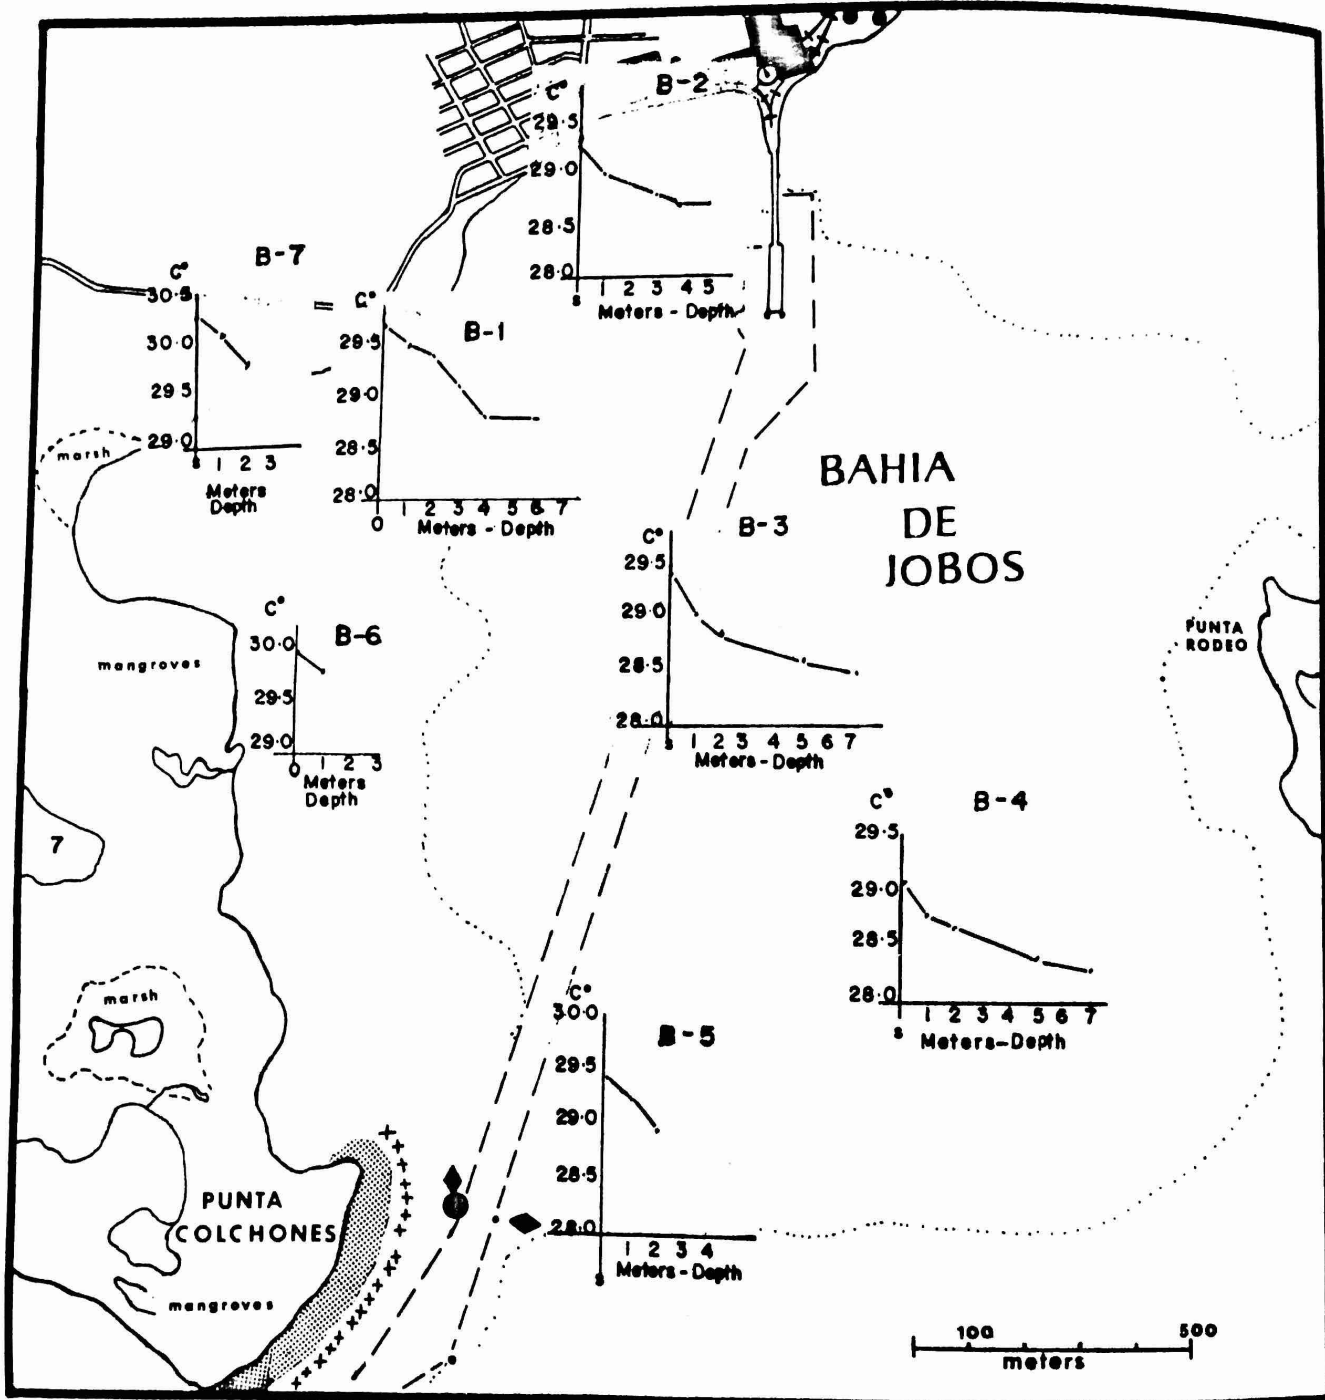 B-2
C°
29.5
29.0
28.5
28.0
s 1 2 3 4 5
Meters - Depth
B-7
C°
30.5
30.0
29 5
29.0
s 1 2 3
Meters
Depth
B-1
C°
29.5
29.0
28.5
28.0
0 1 2 3 4 5 6 7
Meters - Depth
marsh
BAHIA
DE
JOBOS
B-3
C°
29.5
29.0
28.5
28.0
s 1 2 3 4 5 6 7
Meters - Depth
PUNTA
RODEO
B-6
C°
30.0
29.5
29.0
0 1 2 3
Meters
Depth
mangroves
7
B-4
C°
29.5
29.0
28.5
28.0
s 1 2 3 4 5 6 7
Meters-Depth
marsh
B-5
C°
30.0
29.5
29.0
28.5
28.0
s 1 2 3 4
Meters - Depth
PUNTA
COLCHONES
mangroves
100 500
meters